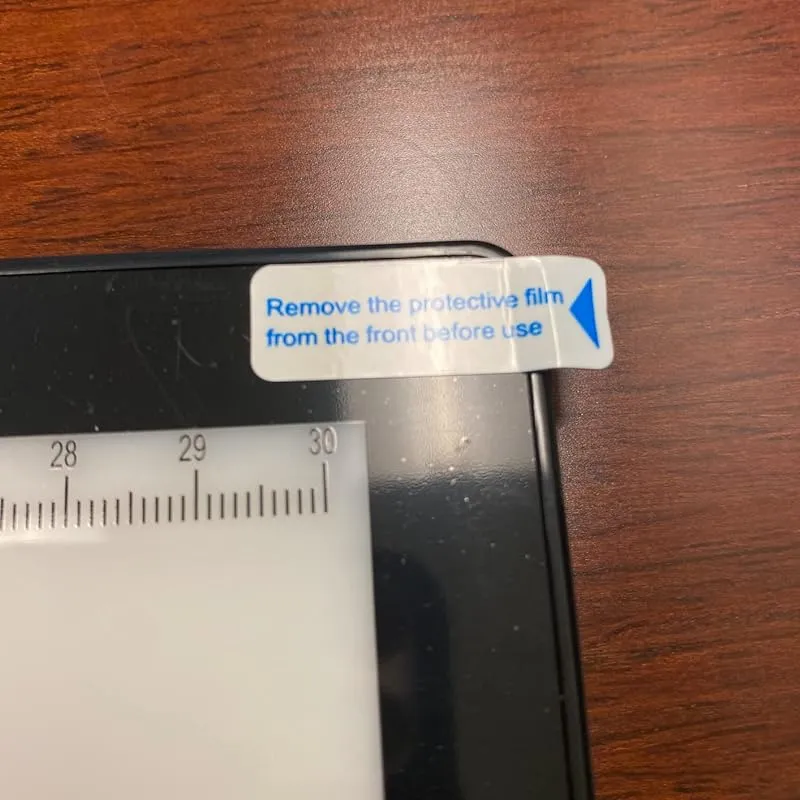 Remove the protective film
from the front before use
28 29 30